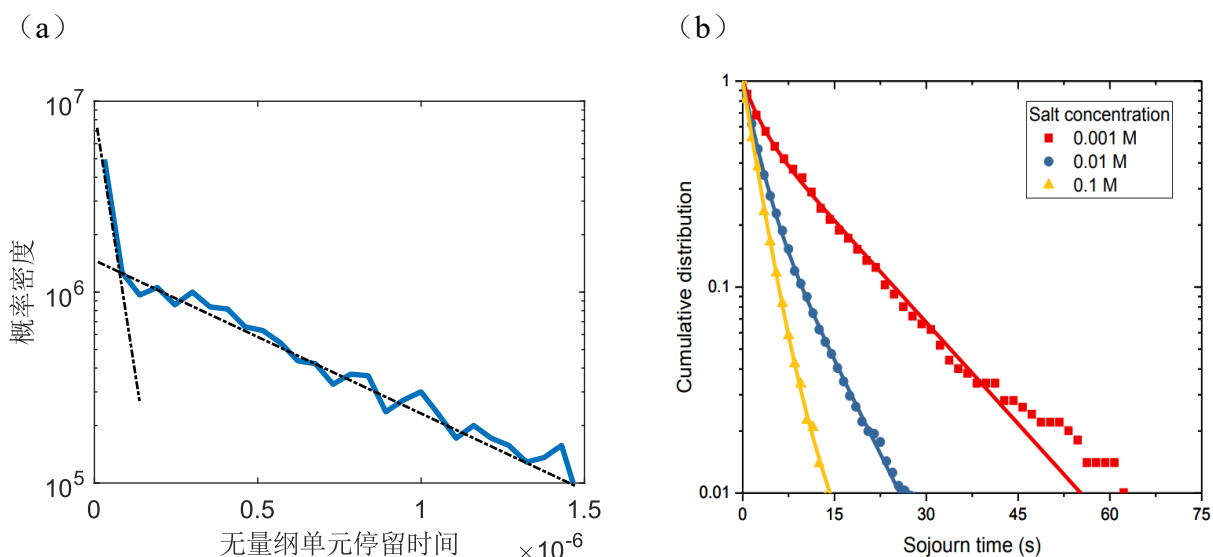 （a）
10^7
10^6
10^5
概率密度
0
0.5
1
1.5
无量纲单元停留时间
×10^-6
（b）
1
0.1
0.01
Cumulative distribution
Salt concentration
0.001 M
0.01 M
0.1 M
0
15
30
45
60
75
Sojourn time (s)